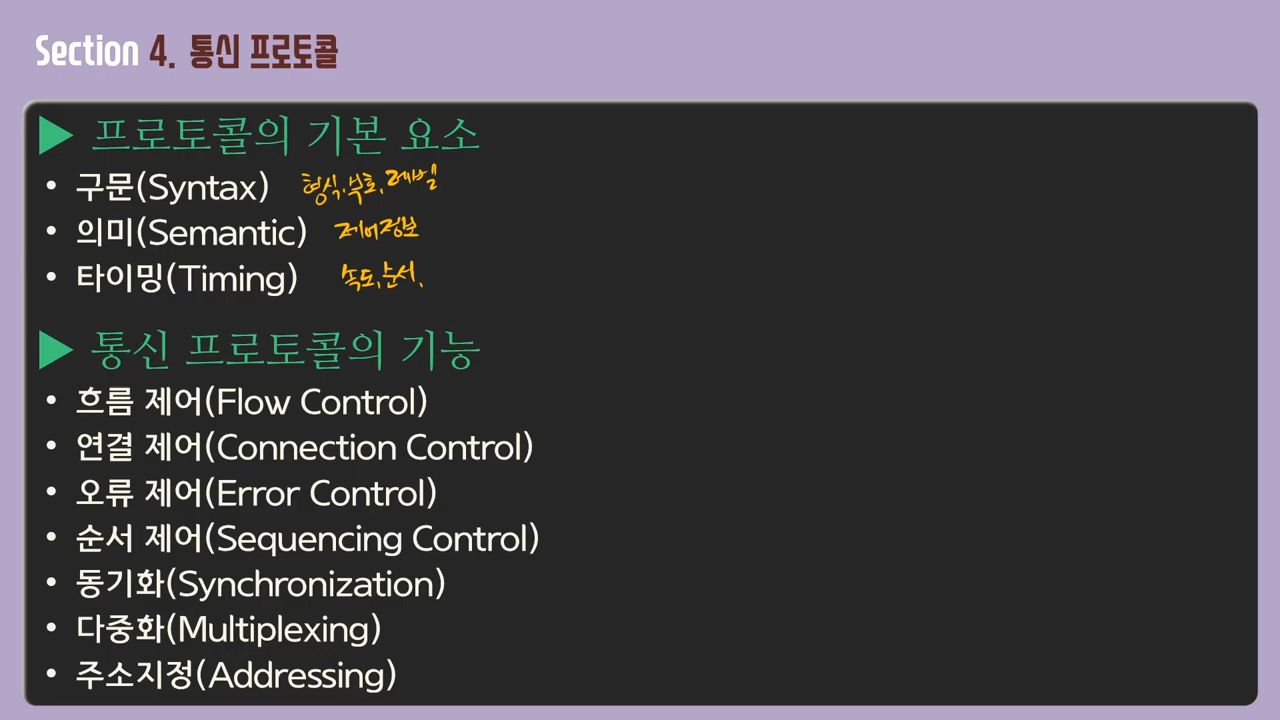 Section 4. 통신 프로토콜
▶ 프로토콜의 기본 요소
• 구문(Syntax) 형식.부호,레벨
• 의미(Semantic) 제어정보
• 타이밍(Timing) 속도,순서,
▶ 통신 프로토콜의 기능
• 흐름 제어(Flow Control)
• 연결 제어(Connection Control)
• 오류 제어(Error Control)
• 순서 제어(Sequencing Control)
• 동기화(Synchronization)
• 다중화(Multiplexing)
• 주소지정(Addressing)